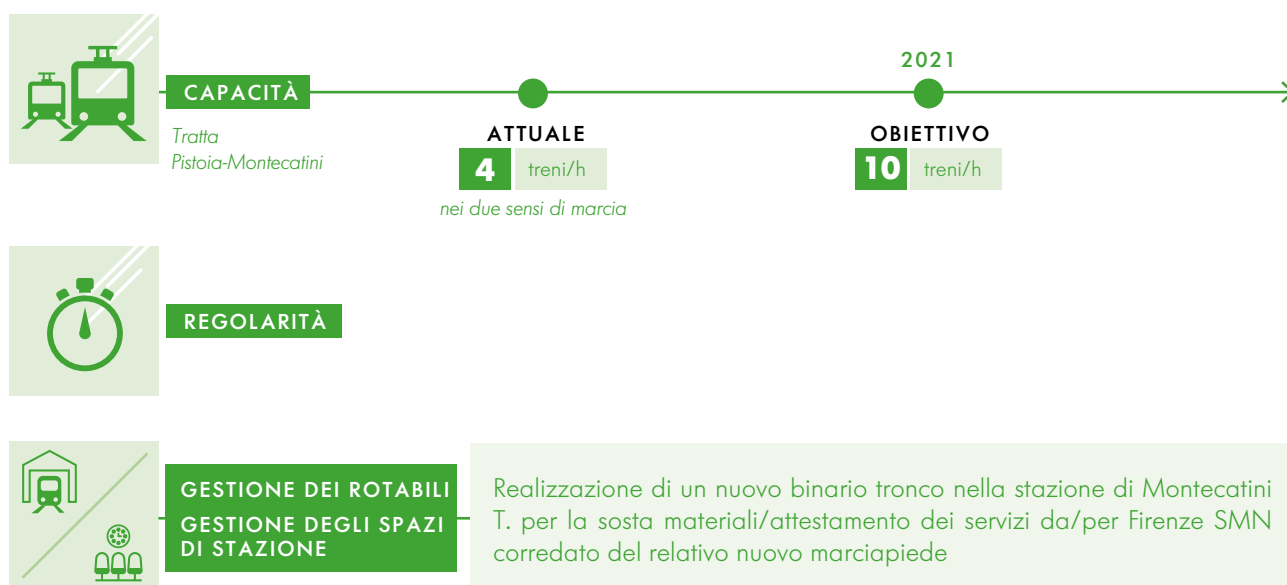 2021
CAPACITÀ
Tratta
Pistoia-Montecatini
ATTUALE
4 treni/h
nei due sensi di marcia
OBIETTIVO
10 treni/h
REGOLARITÀ
GESTIONE DEI ROTABILI
GESTIONE DEGLI SPAZI
DI STAZIONE
Realizzazione di un nuovo binario tronco nella stazione di Montecatini
T. per la sosta materiali/attestamento dei servizi da/per Firenze SMN
corredato del relativo nuovo marciapiede